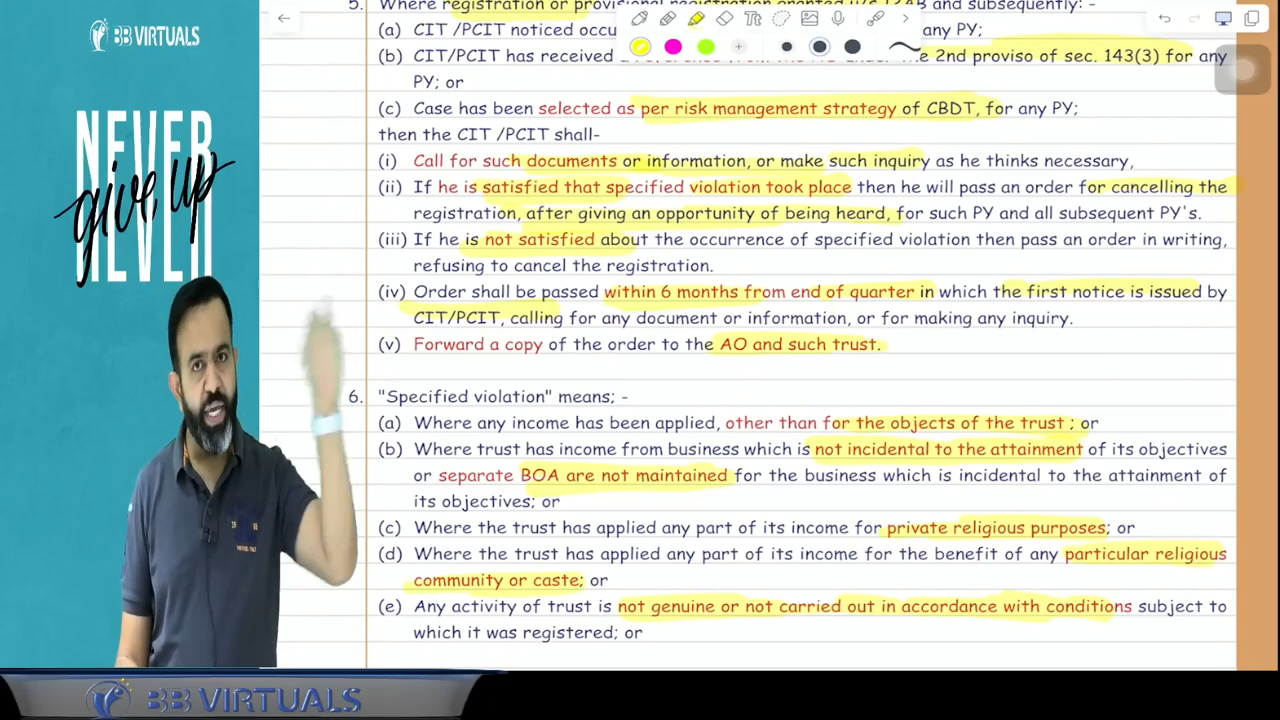 BB VIRTUALS
NEVER
give up
NEVER
5. Where registration or provisional registration granted u/s 12AB and subsequently: -
(a) CIT /PCIT noticed occu any PY;
(b) CIT/PCIT has received 2nd proviso of sec. 143(3) for any
PY; or
(c) Case has been selected as per risk management strategy of CBDT, for any PY;
then the CIT /PCIT shall-
(i) Call for such documents or information, or make such inquiry as he thinks necessary,
(ii) If he is satisfied that specified violation took place then he will pass an order for cancelling the
registration, after giving an opportunity of being heard, for such PY and all subsequent PY's.
(iii) If he is not satisfied about the occurrence of specified violation then pass an order in writing,
refusing to cancel the registration.
(iv) Order shall be passed within 6 months from end of quarter in which the first notice is issued by
CIT/PCIT, calling for any document or information, or for making any inquiry.
(v) Forward a copy of the order to the AO and such trust.
6. "Specified violation" means; -
(a) Where any income has been applied, other than for the objects of the trust ; or
(b) Where trust has income from business which is not incidental to the attainment of its objectives
or separate BOA are not maintained for the business which is incidental to the attainment of
its objectives; or
(c) Where the trust has applied any part of its income for private religious purposes; or
(d) Where the trust has applied any part of its income for the benefit of any particular religious
community or caste; or
(e) Any activity of trust is not genuine or not carried out in accordance with conditions subject to
which it was registered; or
BB VIRTUALS